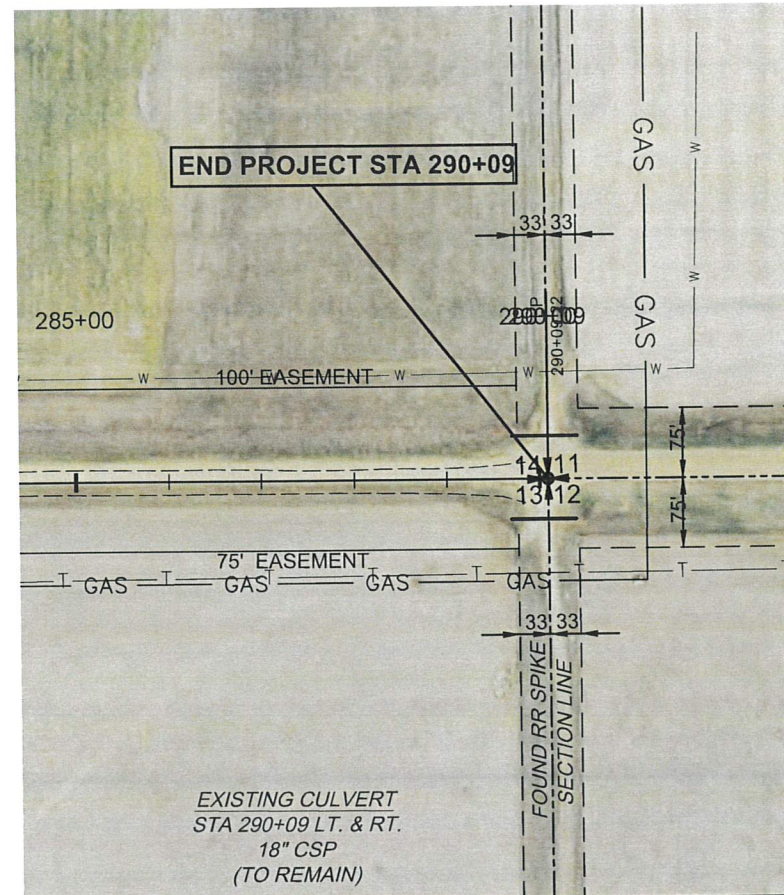 END PROJECT STA 290+09
GAS
W
33' 33'
W
285+00
290+09.02
GAS
W W W W W
100' EASEMENT
75'
14 11
13 12
75'
75' EASEMENT
T T T T T T T
GAS GAS GAS GAS
33 33
FOUND RR SPIKE
SECTION LINE
EXISTING CULVERT
STA 290+09 LT. & RT.
18" CSP
(TO REMAIN)